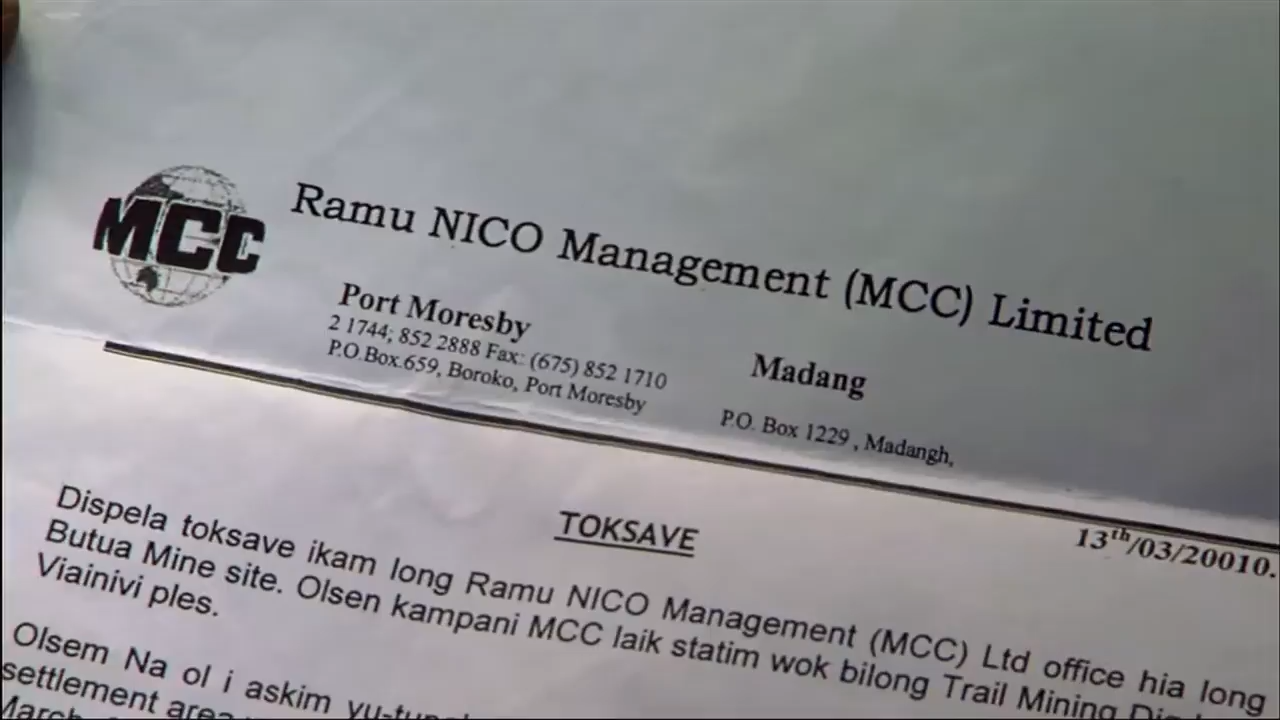 MCC
Ramu NICO Management (MCC) Limited
Port Moresby
2 1744; 852 2888 Fax: (675) 852 1710
P.O.Box.659, Boroko, Port Moresby
Madang
P.O. Box 1229 , Madangh,
13th/03/20010.
TOKSAVE
Dispela toksave ikam long Ramu NICO Management (MCC) Ltd office hia long
Butua Mine site. Olsen kampani MCC laik statim wok bilong Trail Mining
Viainivi ples.
Olsem Na ol i askim
settlement area
March